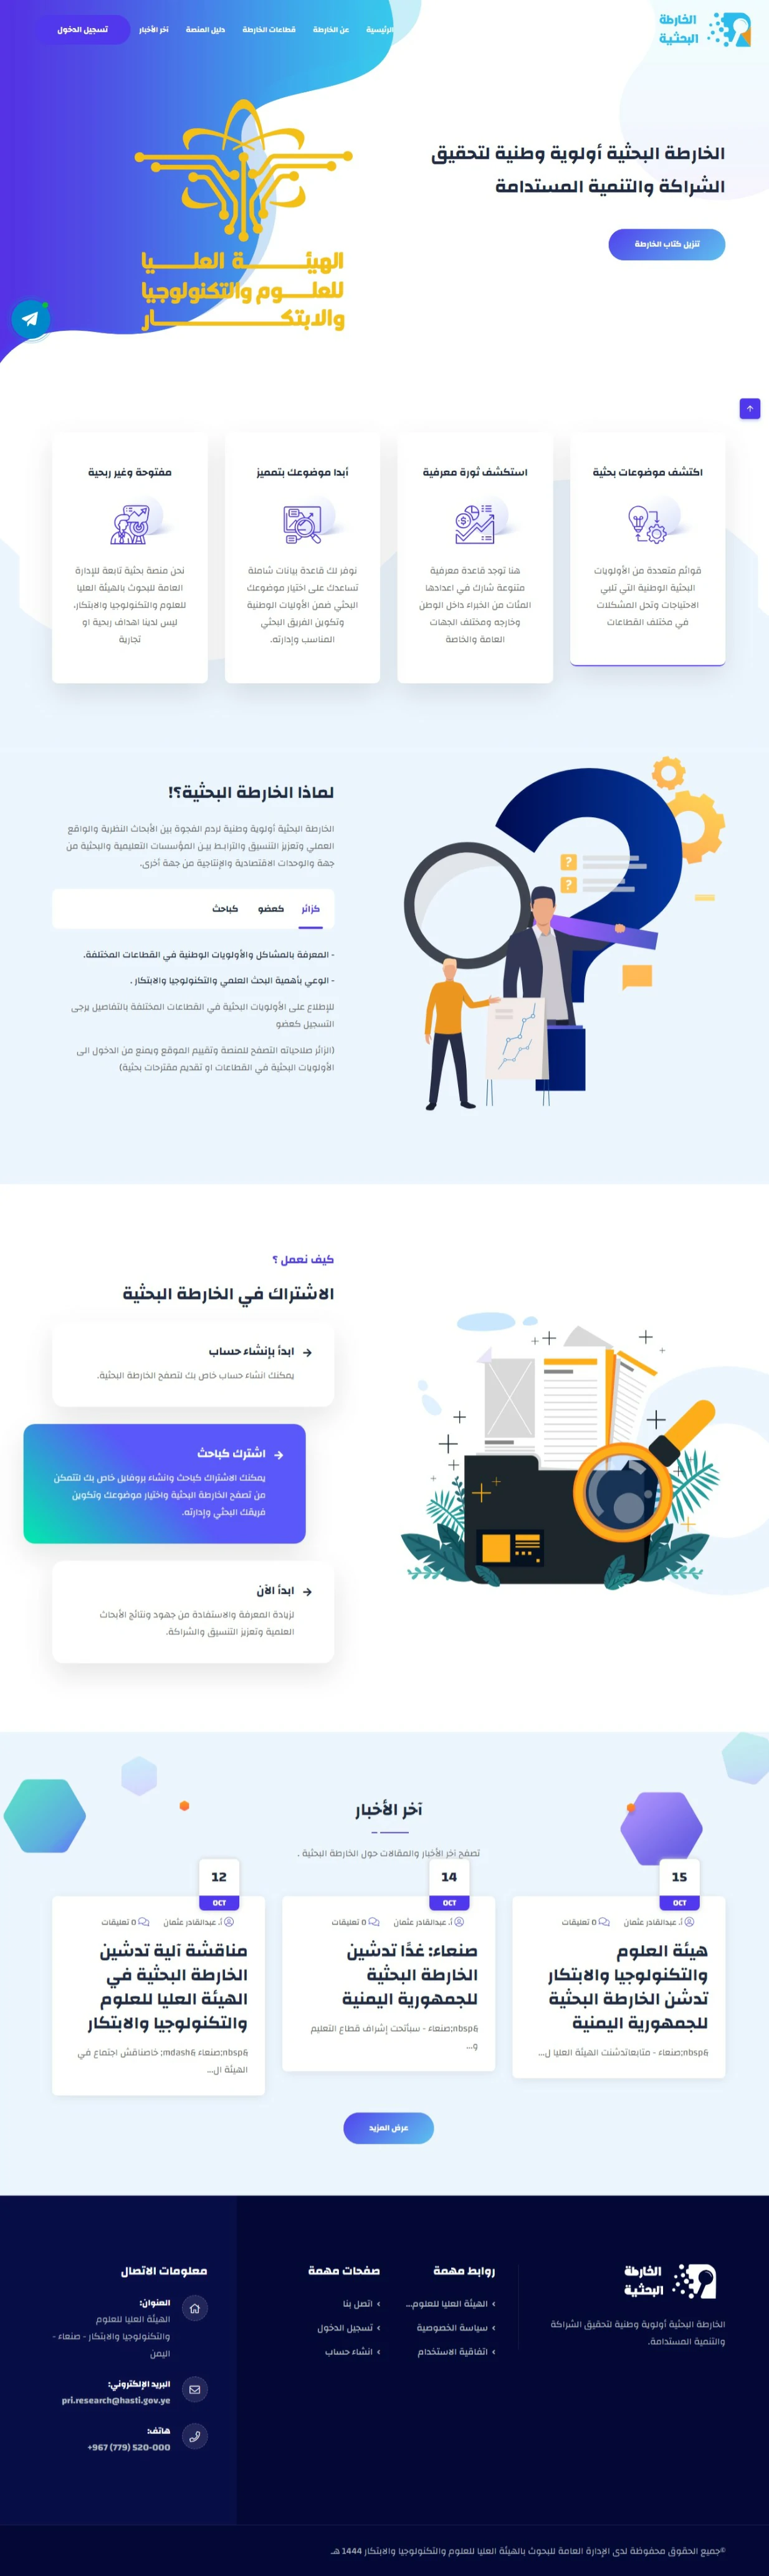 الخارطة
البحثية
الرئيسية
عن الخارطة
قطاعات الخارطة
دليل المنصة
آخر الأخبار
تسجيل الدخول
الخارطة البحثية أولوية وطنية لتحقيق
الشراكة والتنمية المستدامة
تنزيل كتاب الخارطة
الهيئـــــة العلـــيا
للعلـــوم والتكنولوجيا
والابتكـــــــــــار
اكتشف موضوعات بحثية
قوائم متعددة من الأولويات
البحثية الوطنية التي تلبي
الاحتياجات وتحل المشكلات
في مختلف القطاعات
استكشف ثورة معرفية
هنا توجد قاعدة معرفية
متنوعة شارك في اعدادها
المئات من الخبراء داخل الوطن
وخارجه ومختلف الجهات
العامة والخاصة
أبدا موضوعك بتمميز
نوفر لك قاعدة بيانات شاملة
تساعدك على اختيار موضوعك
البحثي ضمن الأوليات الوطنية
وتكوين الفريق البحثي
المناسب وإدارته.
مفتوحة وغير ربحية
نحن منصة بحثية تابعة للإدارة
العامة للبحوث بالهيئة العليا
للعلوم والتكنولوجيا والابتكار،
ليس لدينا اهداف ربحية او
تجارية
لماذا الخارطة البحثية؟!
الخارطة البحثية أولوية وطنية لردم الفجوة بين الأبحاث النظرية والواقع
العملي وتعزيز التنسيق والترابط بين المؤسسات التعليمية والبحثية من
جهة والوحدات الاقتصادية والإنتاجية من جهة أخرى.
كزائر
كعضو
كباحث
- المعرفة بالمشاكل والأولويات الوطنية في القطاعات المختلفة.
- الوعي بأهمية البحث العلمي والتكنولوجيا والابتكار .
للإطلاع على الأولويات البحثية في القطاعات المختلفة بالتفاصيل يرجى
التسجيل كعضو
(الزائر صلاحياته التصفح للمنصة وتقييم الموقع ويمنع من الدخول الى
الأولويات البحثية في القطاعات او تقديم مقترحات بحثية)
?
?
كيف نعمل ؟
الاشتراك في الخارطة البحثية
ابدأ بإنشاء حساب
يمكنك انشاء حساب خاص بك لتصفح الخارطة البحثية.
اشترك كباحث
يمكنك الاشتراك كباحث وانشاء بروفايل خاص بك لتتمكن
من تصفح الخارطة البحثية واختيار موضوعك وتكوين
فريقك البحثي وإدارته.
ابدأ الآن
لزيادة المعرفة والاستفادة من جهود ونتائج الأبحاث
العلمية وتعزيز التنسيق والشراكة.
آخر الأخبار
تصفح آخر الأخبار والمقالات حول الخارطة البحثية .
15
OCT
أ. عبدالقادر عثمان
0 تعليقات
هيئة العلوم
والتكنولوجيا والابتكار
تدشن الخارطة البحثية
للجمهورية اليمنية
&nbsp;صنعاء - متابعاتدشنت الهيئة العليا ل...
14
OCT
أ. عبدالقادر عثمان
0 تعليقات
صنعاء: غدًا تدشين
الخارطة البحثية
للجمهورية اليمنية
&nbsp;صنعاء - سبأتحت إشراف قطاع التعليم
و...
12
OCT
أ. عبدالقادر عثمان
0 تعليقات
مناقشة آلية تدشين
الخارطة البحثية في
الهيئة العليا للعلوم
والتكنولوجيا والابتكار
&nbsp;صنعاء &mdash; خاصناقش اجتماع في
الهيئة ال...
عرض المزيد
الخارطة
البحثية
الخارطة البحثية أولوية وطنية لتحقيق الشراكة
والتنمية المستدامة.
روابط مهمة
الهيئة العليا للعلوم...
سياسة الخصوصية
اتفاقية الاستخدام
صفحات مهمة
اتصل بنا
تسجيل الدخول
انشاء حساب
معلومات الاتصال
العنوان:
الهيئة العليا للعلوم
والتكنولوجيا والابتكار - صنعاء -
اليمن
البريد الإلكتروني:
pri.research@hasti.gov.ye
هاتف:
+967 (779) 520-000
©جميع الحقوق محفوظة لدى الإدارة العامة للبحوث بالهيئة العليا للعلوم والتكنولوجيا والابتكار 1444 هـ.